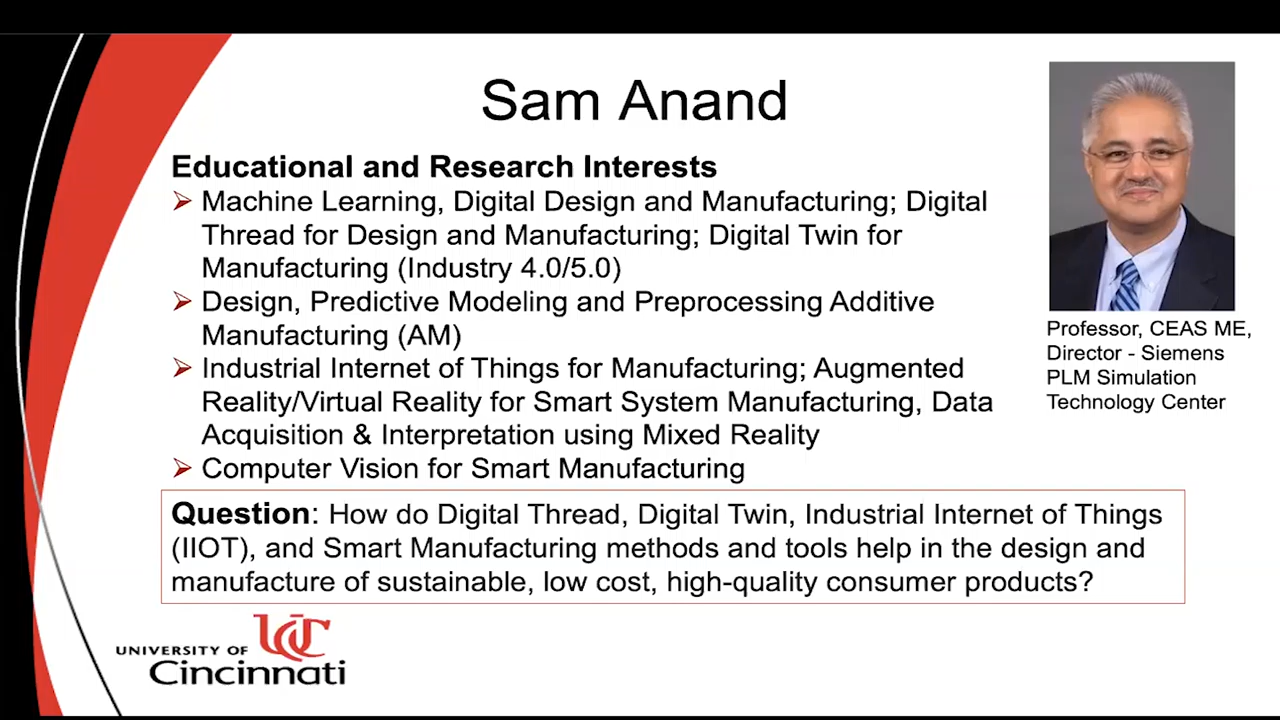 Sam Anand
Educational and Research Interests
Machine Learning, Digital Design and Manufacturing; Digital
Thread for Design and Manufacturing; Digital Twin for
Manufacturing (Industry 4.0/5.0)
Design, Predictive Modeling and Preprocessing Additive
Manufacturing (AM)
Industrial Internet of Things for Manufacturing; Augmented
Reality/Virtual Reality for Smart System Manufacturing, Data
Acquisition & Interpretation using Mixed Reality
Computer Vision for Smart Manufacturing
Professor, CEAS ME,
Director - Siemens
PLM Simulation
Technology Center
Question: How do Digital Thread, Digital Twin, Industrial Internet of Things
(IIOT), and Smart Manufacturing methods and tools help in the design and
manufacture of sustainable, low cost, high-quality consumer products?
UC
UNIVERSITY OF
Cincinnati